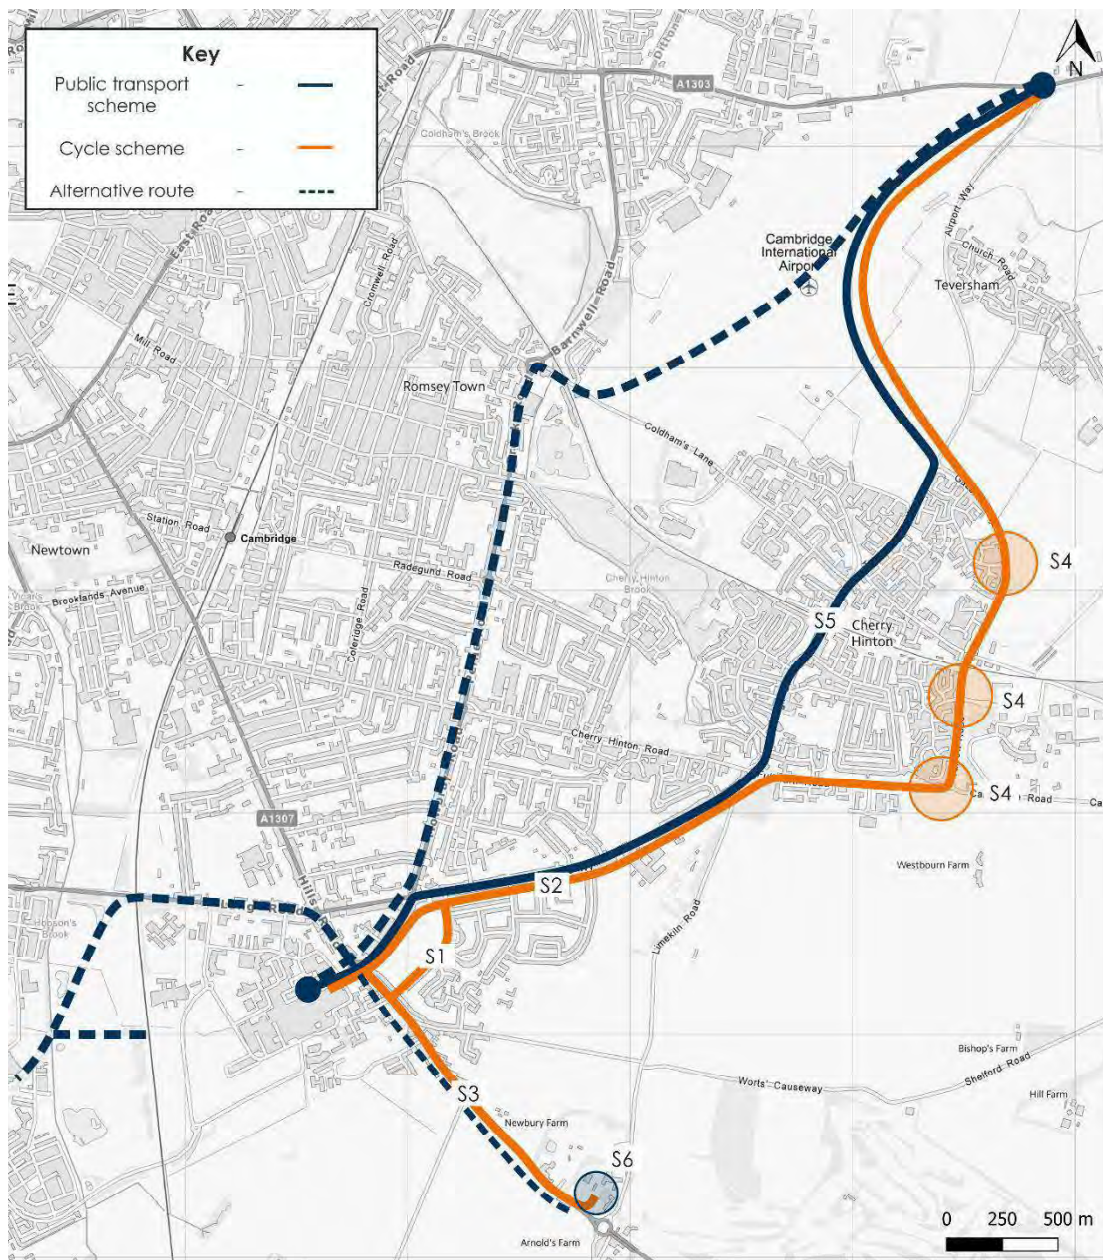 Key
Public transport
scheme
-
Cycle scheme
-
Alternative route
-
N
A1303
Coldham's Brook
East Road
Cromwell Road
Mill Road
Barnwell Road
Cambridge
International
Airport
Airport Way
Church Road
Teversham
Romsey Town
Coldham's Lane
Station Road
Cambridge
Newtown
Radegund Road
Brooklands Avenue
Coleridge Road
Cherry Hinton
Brook
S4
S5
Cherry
Hinton
S4
Cherry Hinton Road
S4
Road
A1307
Westbourn Farm
S2
Hobson's
Brook
Limekiln Road
S1
Bishop's Farm
Shelford Road
Worts' Causeway
Hill Farm
S3
Newbury Farm
S6
Arnold's Farm
0 250 500 m